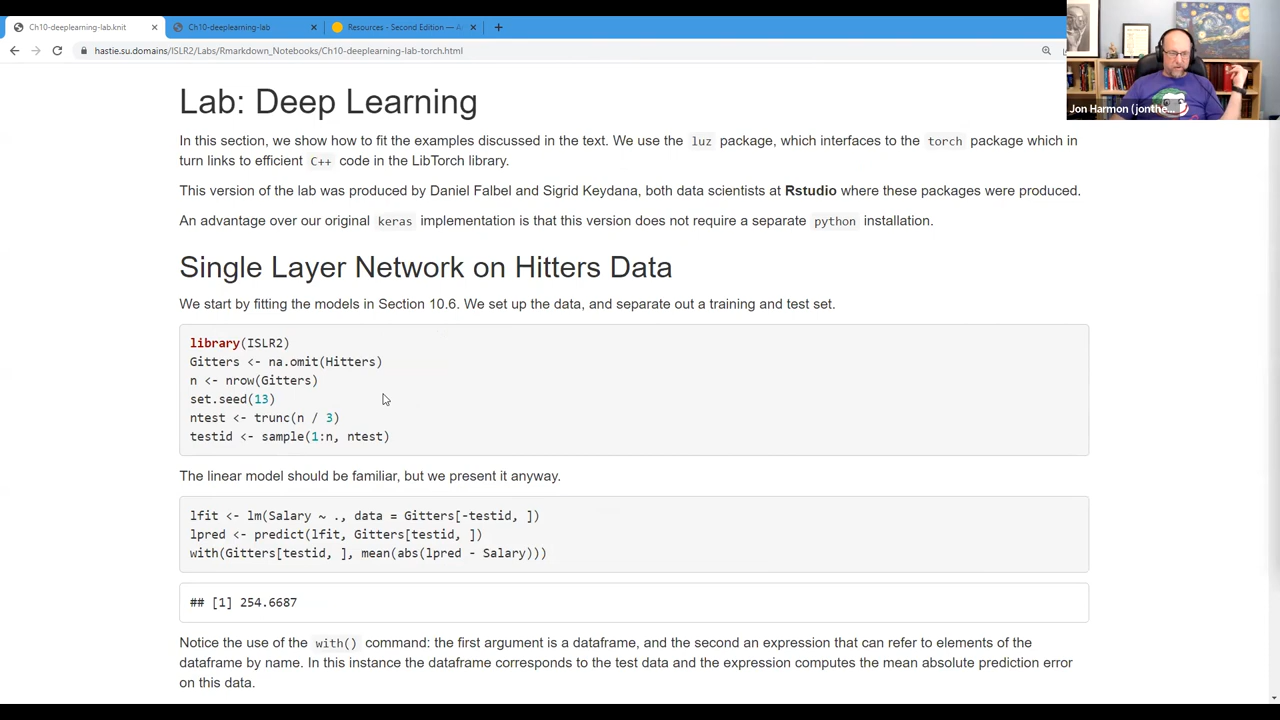 Ch10-deeplearning-lab.knit
Ch10-deeplearning-lab
Resources - Second Edition — A
hastie.su.domains/ISLR2/Labs/Rmarkdown_Notebooks/Ch10-deeplearning-lab-torch.html
Jon Harmon (jonthe...
Lab: Deep Learning
In this section, we show how to fit the examples discussed in the text. We use the luz package, which interfaces to the torch package which in
turn links to efficient C++ code in the LibTorch library.
This version of the lab was produced by Daniel Falbel and Sigrid Keydana, both data scientists at Rstudio where these packages were produced.
An advantage over our original keras implementation is that this version does not require a separate python installation.
Single Layer Network on Hitters Data
We start by fitting the models in Section 10.6. We set up the data, and separate out a training and test set.
library(ISLR2)
Gitters <- na.omit(Hitters)
n <- nrow(Gitters)
set.seed(13)
ntest <- trunc(n / 3)
testid <- sample(1:n, ntest)
The linear model should be familiar, but we present it anyway.
lfit <- lm(Salary ~ ., data = Gitters[-testid, ])
lpred <- predict(lfit, Gitters[testid, ])
with(Gitters[testid, ], mean(abs(lpred - Salary)))
## [1] 254.6687
Notice the use of the with() command: the first argument is a dataframe, and the second an expression that can refer to elements of the
dataframe by name. In this instance the dataframe corresponds to the test data and the expression computes the mean absolute prediction error
on this data.